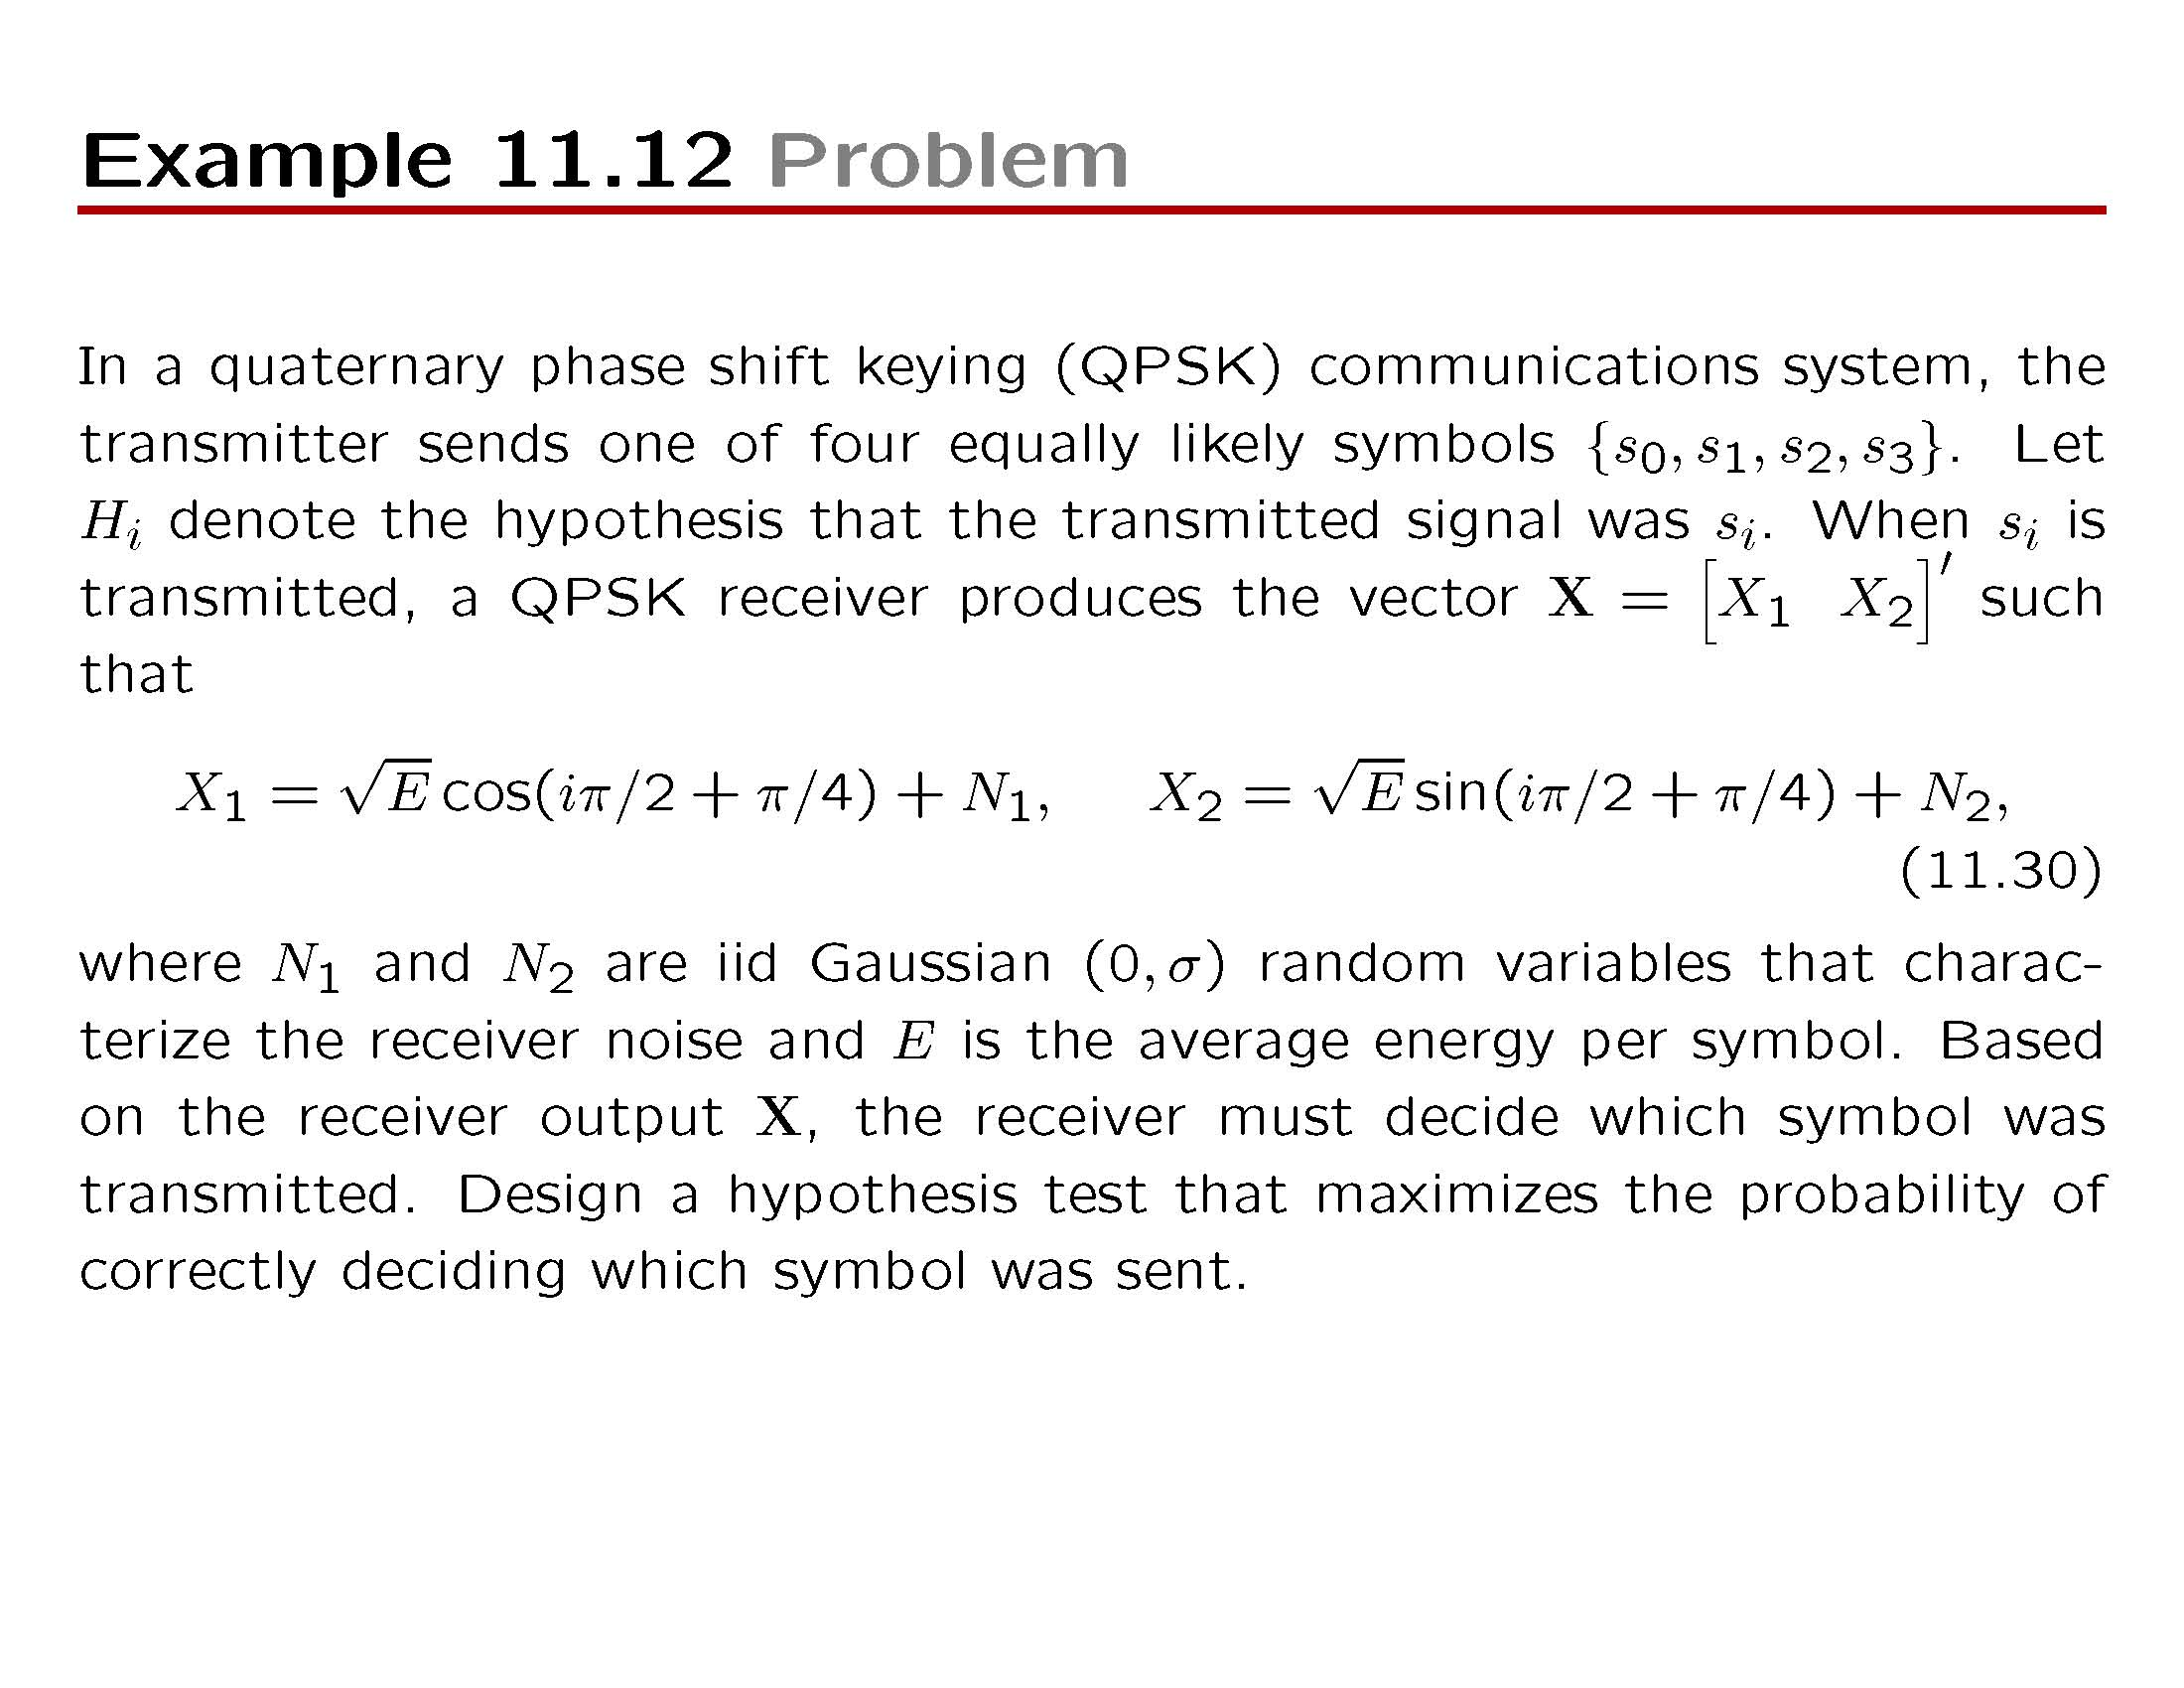 Example 11.12 Problem
In a quaternary phase shift keying (QPSK) communications system, the
transmitter sends one of four equally likely symbols {s₀, s₁, s₂, s₃}. Let
Hᵢ denote the hypothesis that the transmitted signal was sᵢ. When sᵢ is
transmitted, a QPSK receiver produces the vector X = [X₁ X₂]′ such
that
X₁ = √E cos(iπ/2 + π/4) + N₁, X₂ = √E sin(iπ/2 + π/4) + N₂,
(11.30)
where N₁ and N₂ are iid Gaussian (0, σ) random variables that charac-
terize the receiver noise and E is the average energy per symbol. Based
on the receiver output X, the receiver must decide which symbol was
transmitted. Design a hypothesis test that maximizes the probability of
correctly deciding which symbol was sent.